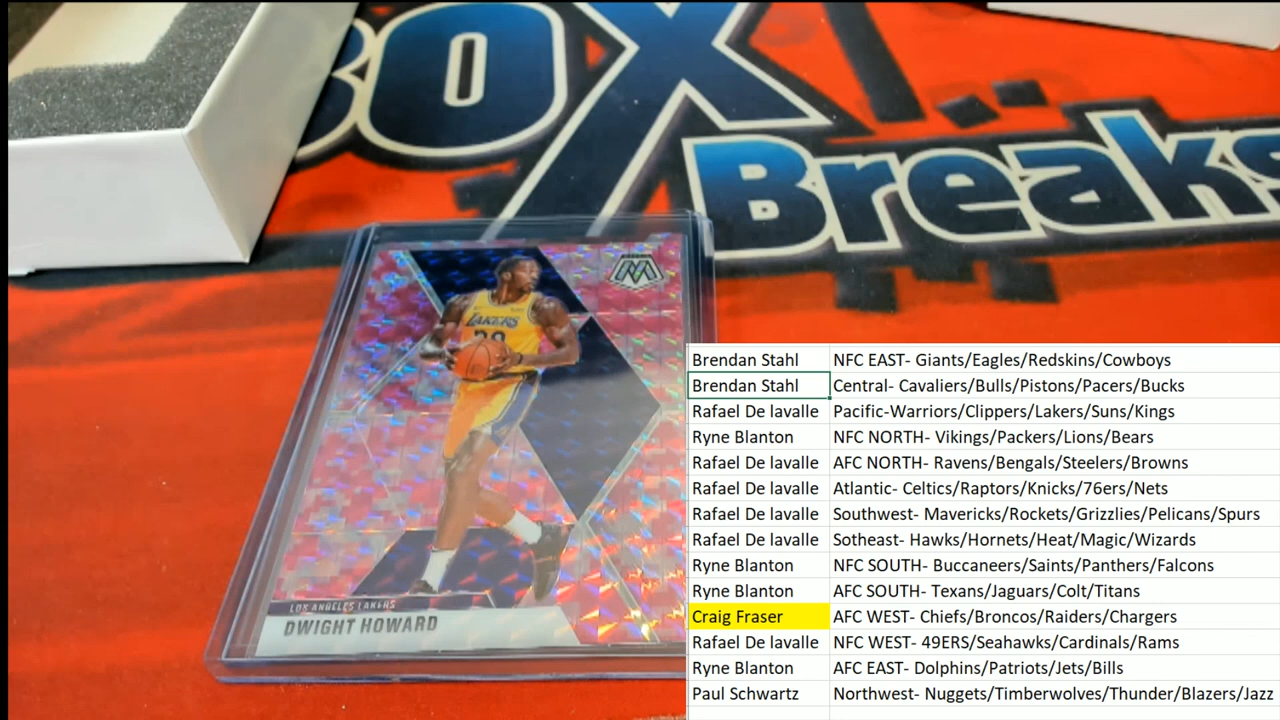 BOX
Breaks
M
LAKERS
39
LOS ANGELES LAKERS
DWIGHT HOWARD
Brendan Stahl NFC EAST- Giants/Eagles/Redskins/Cowboys
Brendan Stahl Central- Cavaliers/Bulls/Pistons/Pacers/Bucks
Rafael De lavalle Pacific-Warriors/Clippers/Lakers/Suns/Kings
Ryne Blanton NFC NORTH- Vikings/Packers/Lions/Bears
Rafael De lavalle AFC NORTH- Ravens/Bengals/Steelers/Browns
Rafael De lavalle Atlantic- Celtics/Raptors/Knicks/76ers/Nets
Rafael De lavalle Southwest- Mavericks/Rockets/Grizzlies/Pelicans/Spurs
Rafael De lavalle Sotheast- Hawks/Hornets/Heat/Magic/Wizards
Ryne Blanton NFC SOUTH- Buccaneers/Saints/Panthers/Falcons
Ryne Blanton AFC SOUTH- Texans/Jaguars/Colt/Titans
Craig Fraser AFC WEST- Chiefs/Broncos/Raiders/Chargers
Rafael De lavalle NFC WEST- 49ERS/Seahawks/Cardinals/Rams
Ryne Blanton AFC EAST- Dolphins/Patriots/Jets/Bills
Paul Schwartz Northwest- Nuggets/Timberwolves/Thunder/Blazers/Jazz